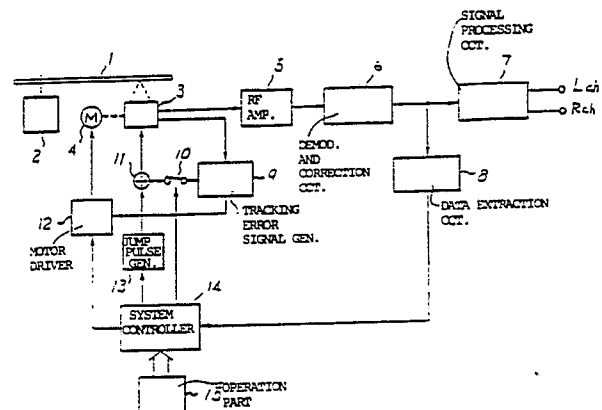 SIGNAL
PROCESSING
CCT.
1
5
6
7
L ch
R ch
3
RF
AMP.
M
2
4
11
10
DEMOD.
AND
CORRECTION
CCT.
9
8
12
TRACKING
ERROR
SIGNAL GEN.
DATA EXTRACTION
CCT.
MOTOR
DRIVER
JUMP
PULSE
GEN.
13
14
SYSTEM
CONTROLLER
15
OPERATION
PART